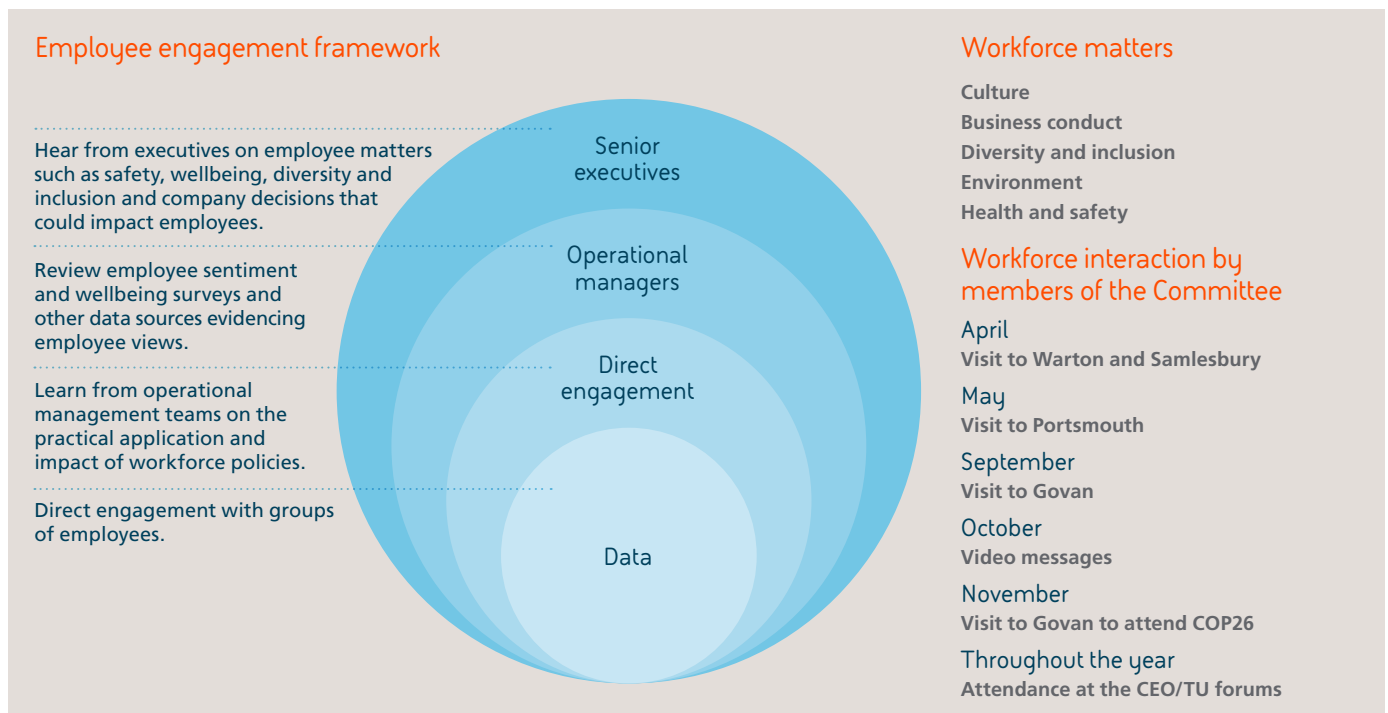 Employee engagement framework
Hear from executives on employee matters
such as safety, wellbeing, diversity and
inclusion and company decisions that
could impact employees.
Review employee sentiment
and wellbeing surveys and
other data sources evidencing
employee views.
Learn from operational
management teams on the
practical application and
impact of workforce policies.
Direct engagement with groups
of employees.
Senior
executives
Operational
managers
Direct
engagement
Data
Workforce matters
Culture
Business conduct
Diversity and inclusion
Environment
Health and safety
Workforce interaction by
members of the Committee
April
Visit to Warton and Samlesbury
May
Visit to Portsmouth
September
Visit to Govan
October
Video messages
November
Visit to Govan to attend COP26
Throughout the year
Attendance at the CEO/TU forums